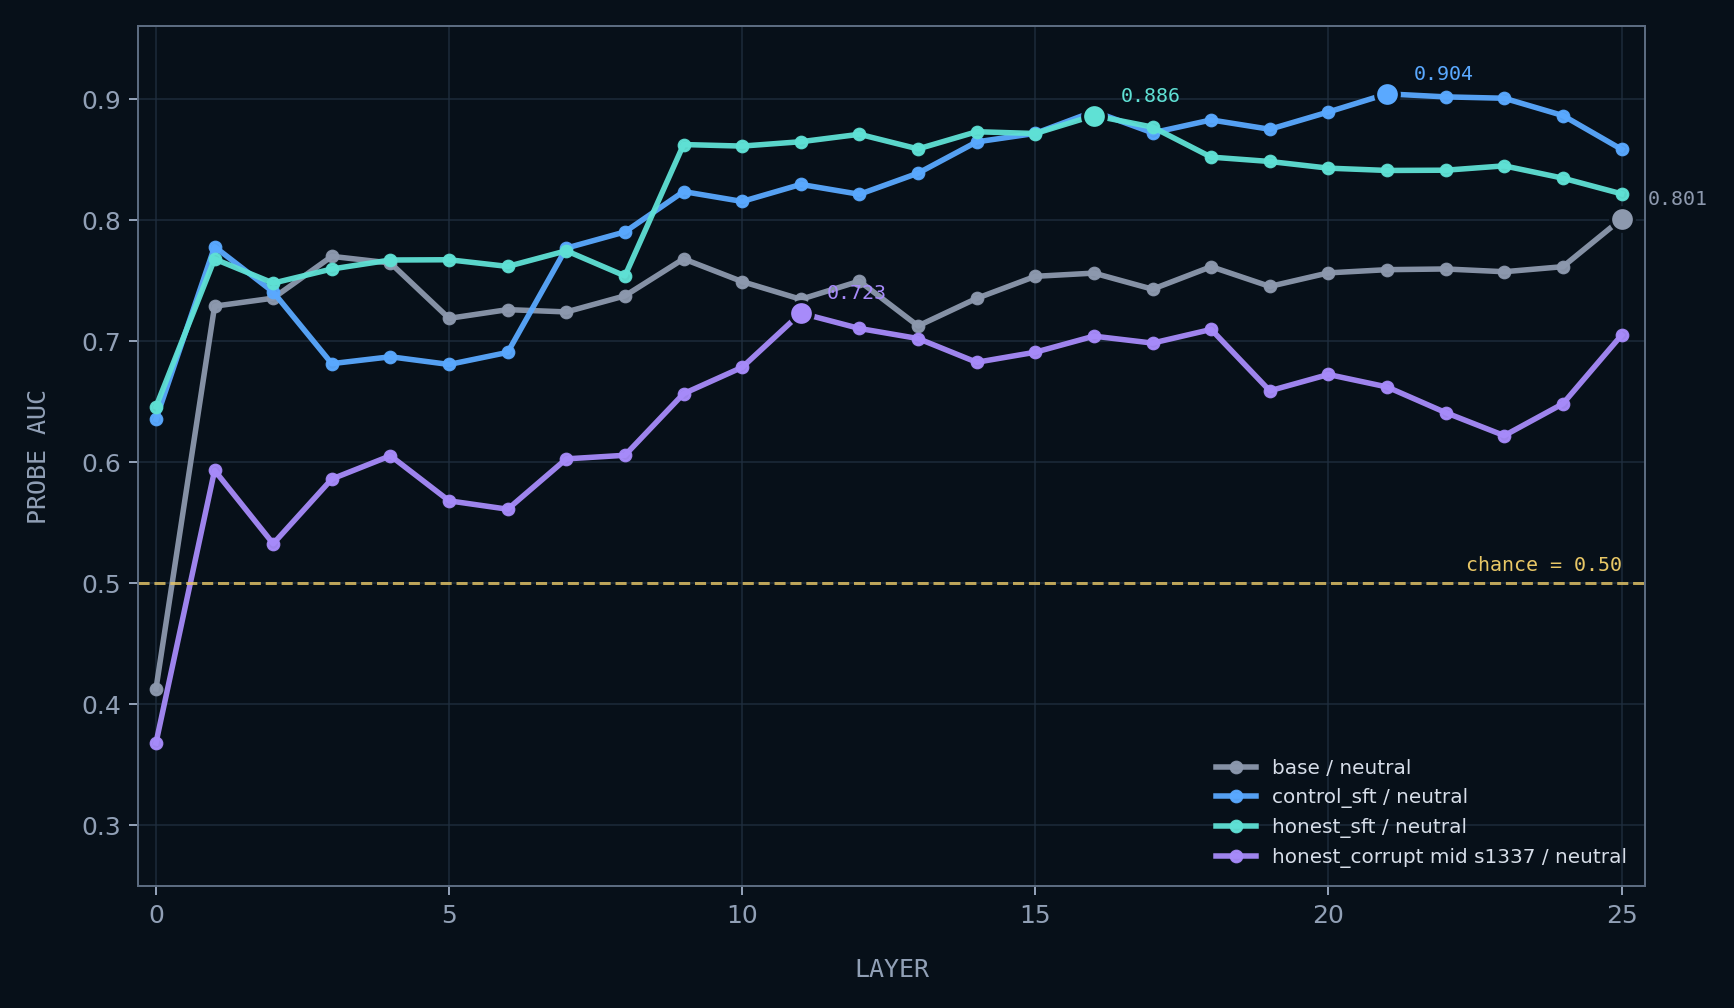 0.904
0.886
0.9
0.801
0.8
0.723
0.7
PROBE AUC
0.6
chance = 0.50
0.5
0.4
base / neutral
control_sft / neutral
honest_sft / neutral
honest_corrupt mid s1337 / neutral
0.3
0 5 10 15 20 25
LAYER